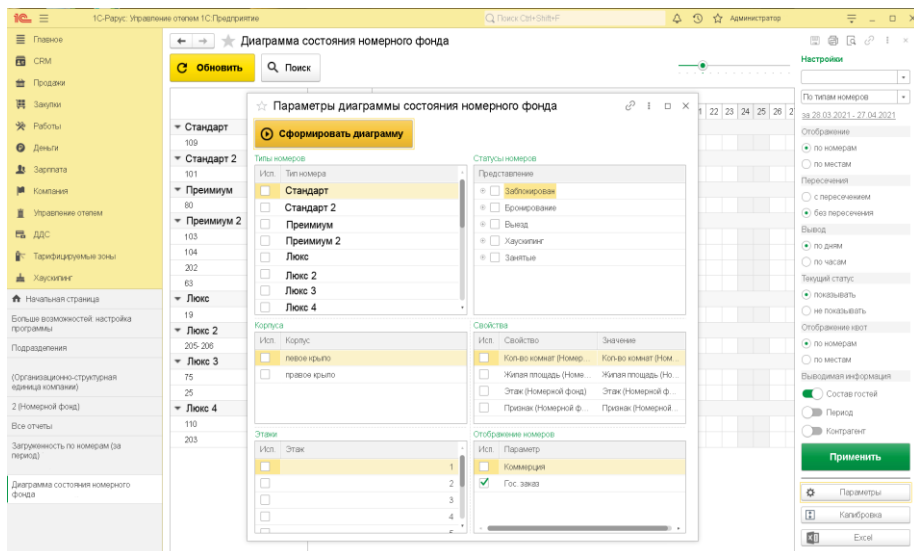 1С-Рарус: Управление отелем 1С:Предприятие
Поиск Ctrl+Shift+F
Администратор
Главное
CRM
Продажи
Закупки
Работы
Деньги
Зарплата
Компания
Управление отелем
ДДС
Тарифицируемые зоны
Хаускипинг
Начальная страница
Больше возможностей: настройка
программы
Подразделения
(Организационно-структурная
единица компании)
2 (Номерной фонд)
Все отчеты
Загруженность по номерам (за
период)
Диаграмма состояния номерного
фонда
Диаграмма состояния номерного фонда
Обновить
Поиск
22 23 24 25 26
Стандарт
109
Стандарт 2
101
Преимиум
80
Преимиум 2
103
104
202
63
Люкс
19
Люкс 2
205-206
Люкс 3
75
25
Люкс 4
110
203
Параметры диаграммы состояния номерного фонда
Сформировать диаграмму
Типы номеров
Исп. Тип номера
Стандарт
Стандарт 2
Преимиум
Преимиум 2
Люкс
Люкс 2
Люкс 3
Люкс 4
Статусы номеров
Представление
Заблокирован
Бронирование
Выезд
Хаускипинг
Занятые
Корпуса
Исп. Корпус
левое крыло
правое крыло
Свойства
Исп. Свойство Значение
Кол-во комнат (Номер... Кол-во комнат (Ном...
Жилая площадь (Номе... Жилая площадь (Но...
Этаж (Номерной фонд) Этаж (Номерной ф...
Признак (Номерной ф... Признак (Номерной...
Этажи
Исп. Этаж
1
2
3
4
5
Отображение номеров
Исп. Параметр
Коммерция
Гос. заказ
Настройки
По типам номеров
за 28.03.2021 - 27.04.2021
Отображение
по номерам
по местам
Пересечения
с пересечением
без пересечения
Вывод
по дням
по часам
Текущий статус
показывать
не показывать
Отображение квот
по номерам
по местам
Выводимая информация
Состав гостей
Период
Контрагент
Применить
Параметры
Калибровка
Excel